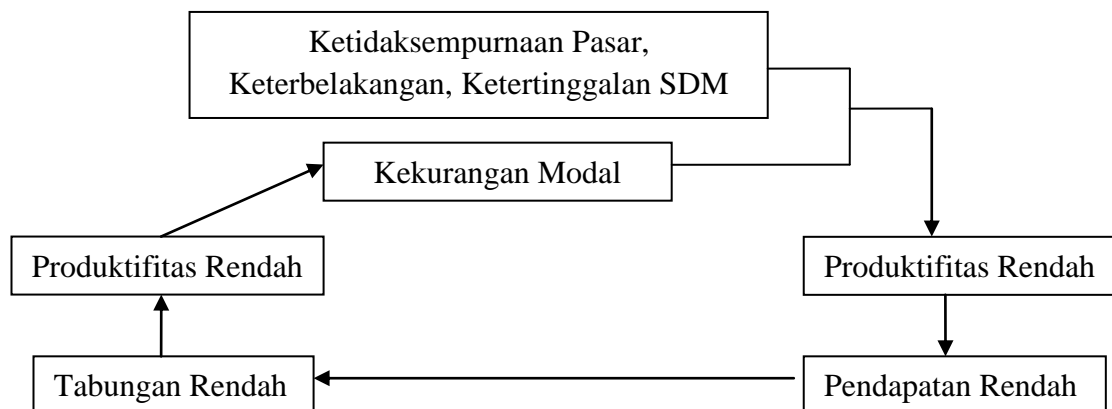 Ketidaksempurnaan Pasar,
Keterbelakangan, Ketertinggalan SDM
Kekurangan Modal
Produktifitas Rendah
Produktifitas Rendah
Tabungan Rendah
Pendapatan Rendah